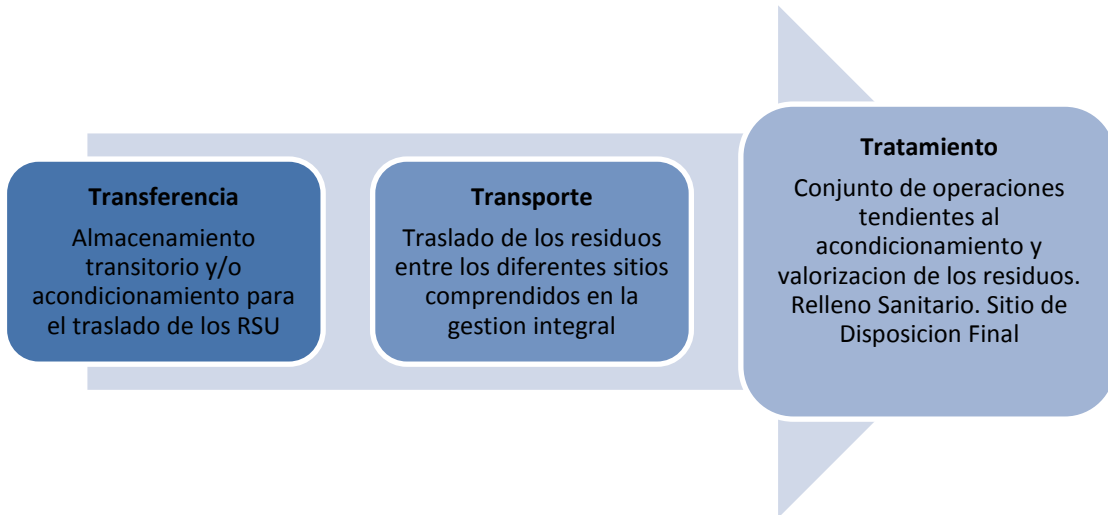 Transferencia
Almacenamiento
transitorio y/o
acondicionamiento para
el traslado de los RSU
Transporte
Traslado de los residuos
entre los diferentes sitios
comprendidos en la
gestion integral
Tratamiento
Conjunto de operaciones
tendientes al
acondicionamiento y
valorizacion de los residuos.
Relleno Sanitario. Sitio de
Disposicion Final